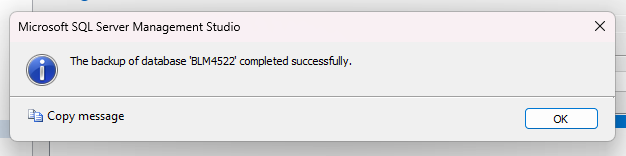 Microsoft SQL Server Management Studio
The backup of database 'BLM4522' completed successfully.
Copy message
OK